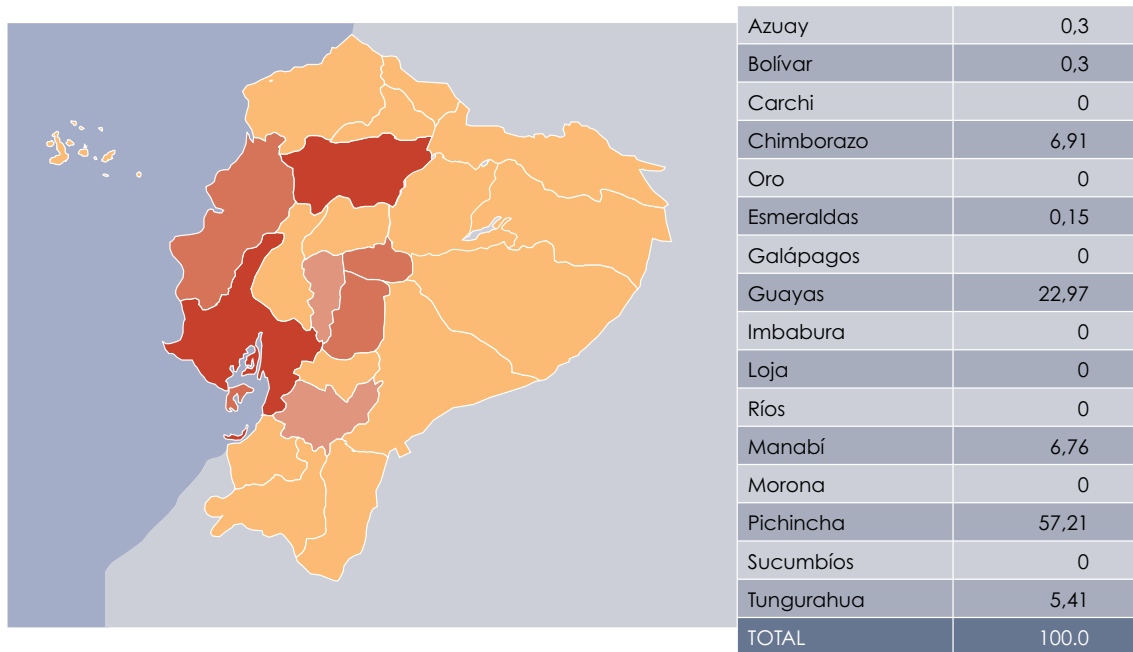 Azuay 0,3
Bolívar 0,3
Carchi 0
Chimborazo 6,91
Oro 0
Esmeraldas 0,15
Galápagos 0
Guayas 22,97
Imbabura 0
Loja 0
Ríos 0
Manabí 6,76
Morona 0
Pichincha 57,21
Sucumbíos 0
Tungurahua 5,41
TOTAL 100.0